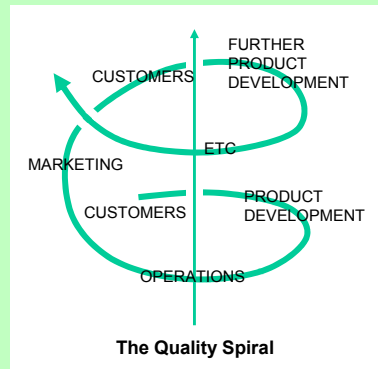 FURTHER
PRODUCT
DEVELOPMENT
CUSTOMERS
ETC
MARKETING
PRODUCT
DEVELOPMENT
CUSTOMERS
OPERATIONS
The Quality Spiral